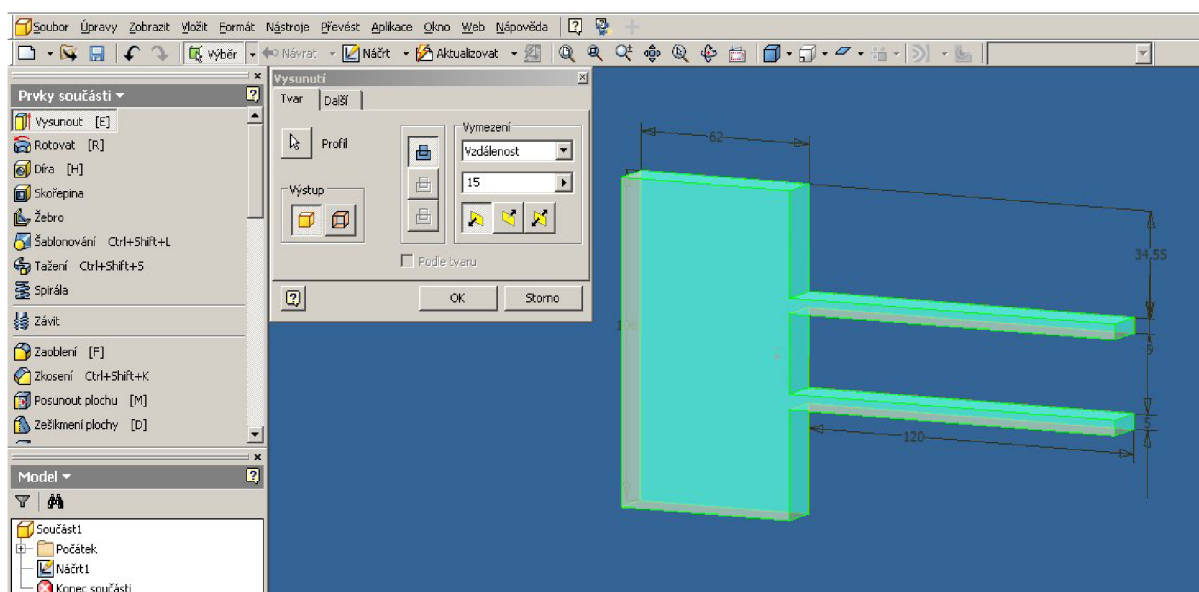 Soubor Úpravy Zobrazit Vložit Formát Nástroje Převést Aplikace Okno Web Nápověda
Výběr Návrat Náčrt Aktualizovat
Prvky součásti
Vysunout [E]
Rotovat [R]
Díra [H]
Skořepina
Žebro
Šablonování Ctrl+Shift+L
Tažení Ctrl+Shift+S
Spirála
Závit
Zaoblení [F]
Zkosení Ctrl+Shift+K
Posunout plochu [M]
Zešikmení plochy [D]
Model
Součást1
Počátek
Náčrt1
Konec součásti
Vysunutí
Tvar Další
Profil
Výstup
Vymezení
Vzdálenost
15
Podle tvaru
OK Storno
62
34,55
120
5